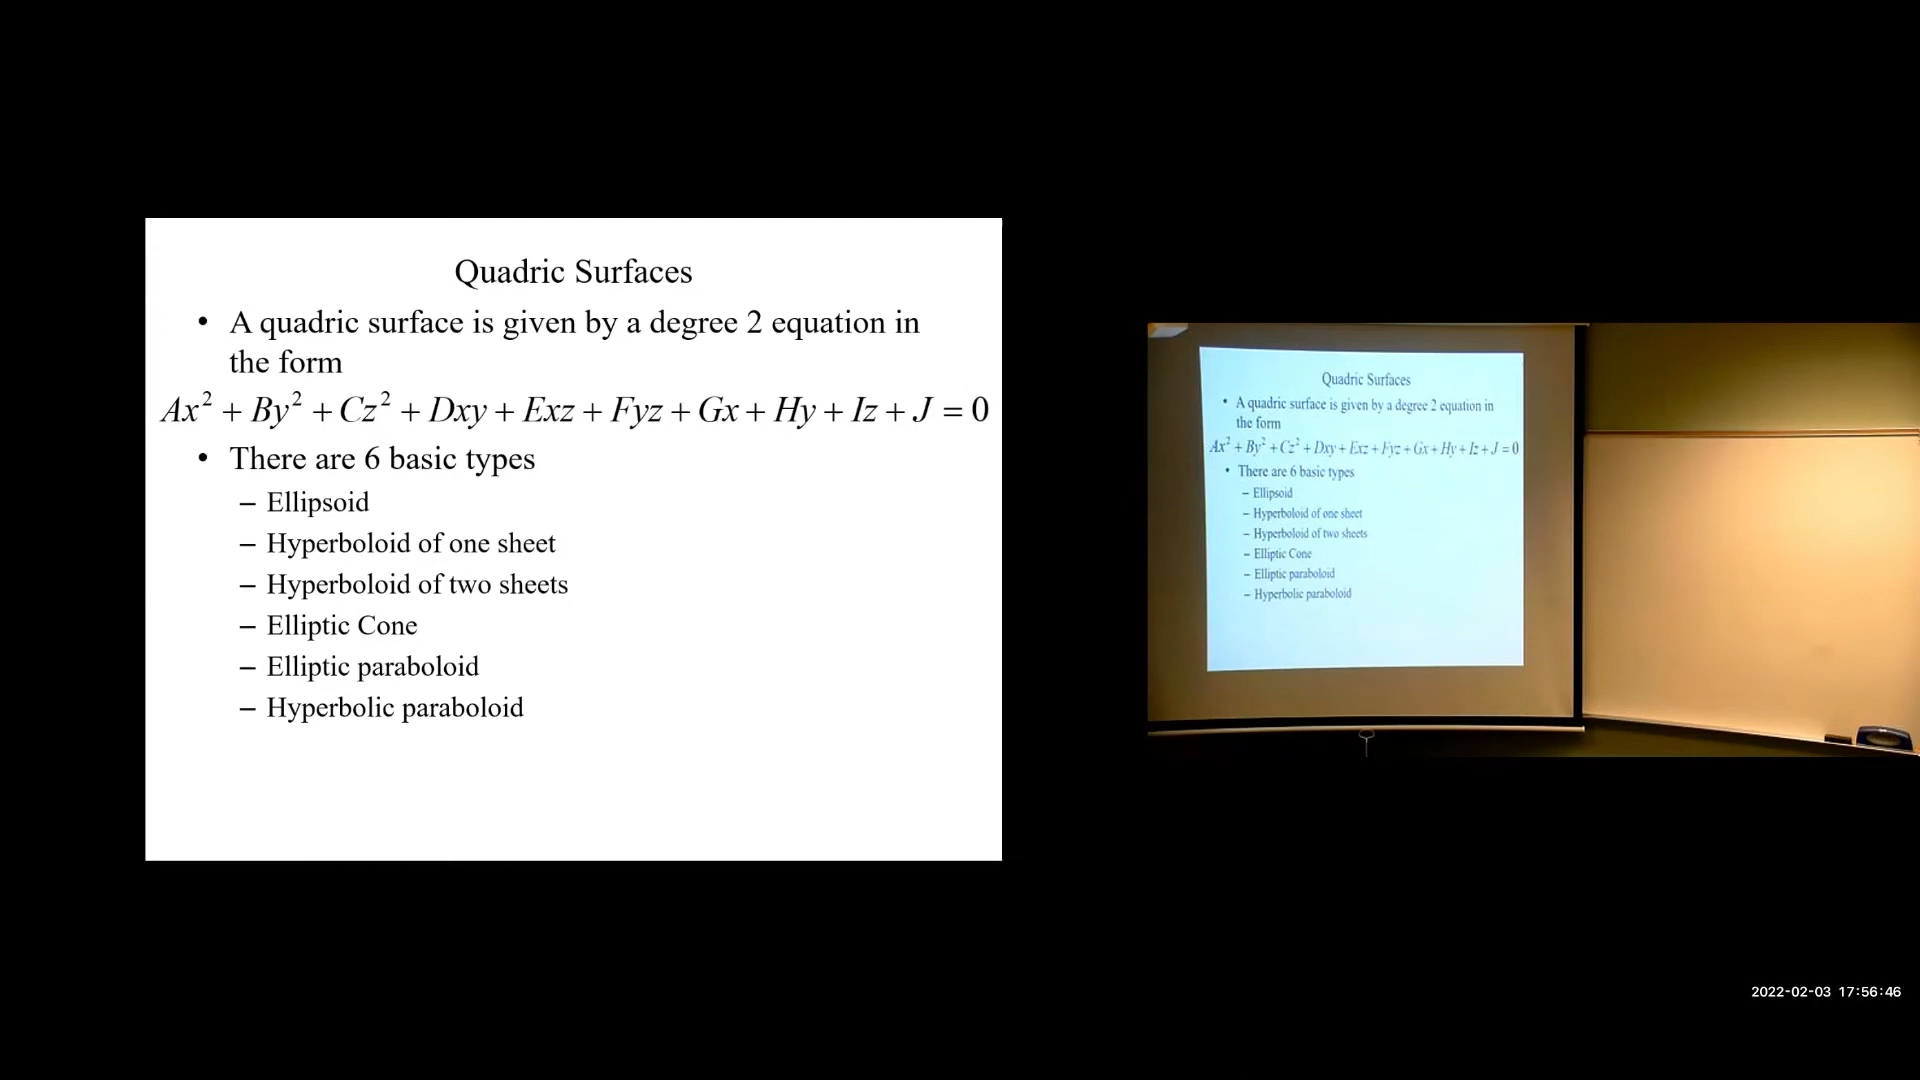 Quadric Surfaces
• A quadric surface is given by a degree 2 equation in
the form
Ax² + By² + Cz² + Dxy + Exz + Fyz + Gx + Hy + Iz + J = 0
• There are 6 basic types
– Ellipsoid
– Hyperboloid of one sheet
– Hyperboloid of two sheets
– Elliptic Cone
– Elliptic paraboloid
– Hyperbolic paraboloid
Quadric Surfaces
• A quadric surface is given by a degree 2 equation in
the form
Ax² + By² + Cz² + Dxy + Exz + Fyz + Gx + Hy + Iz + J = 0
• There are 6 basic types
– Ellipsoid
– Hyperboloid of one sheet
– Hyperboloid of two sheets
– Elliptic Cone
– Elliptic paraboloid
– Hyperbolic paraboloid
2022-02-03 17:56:46